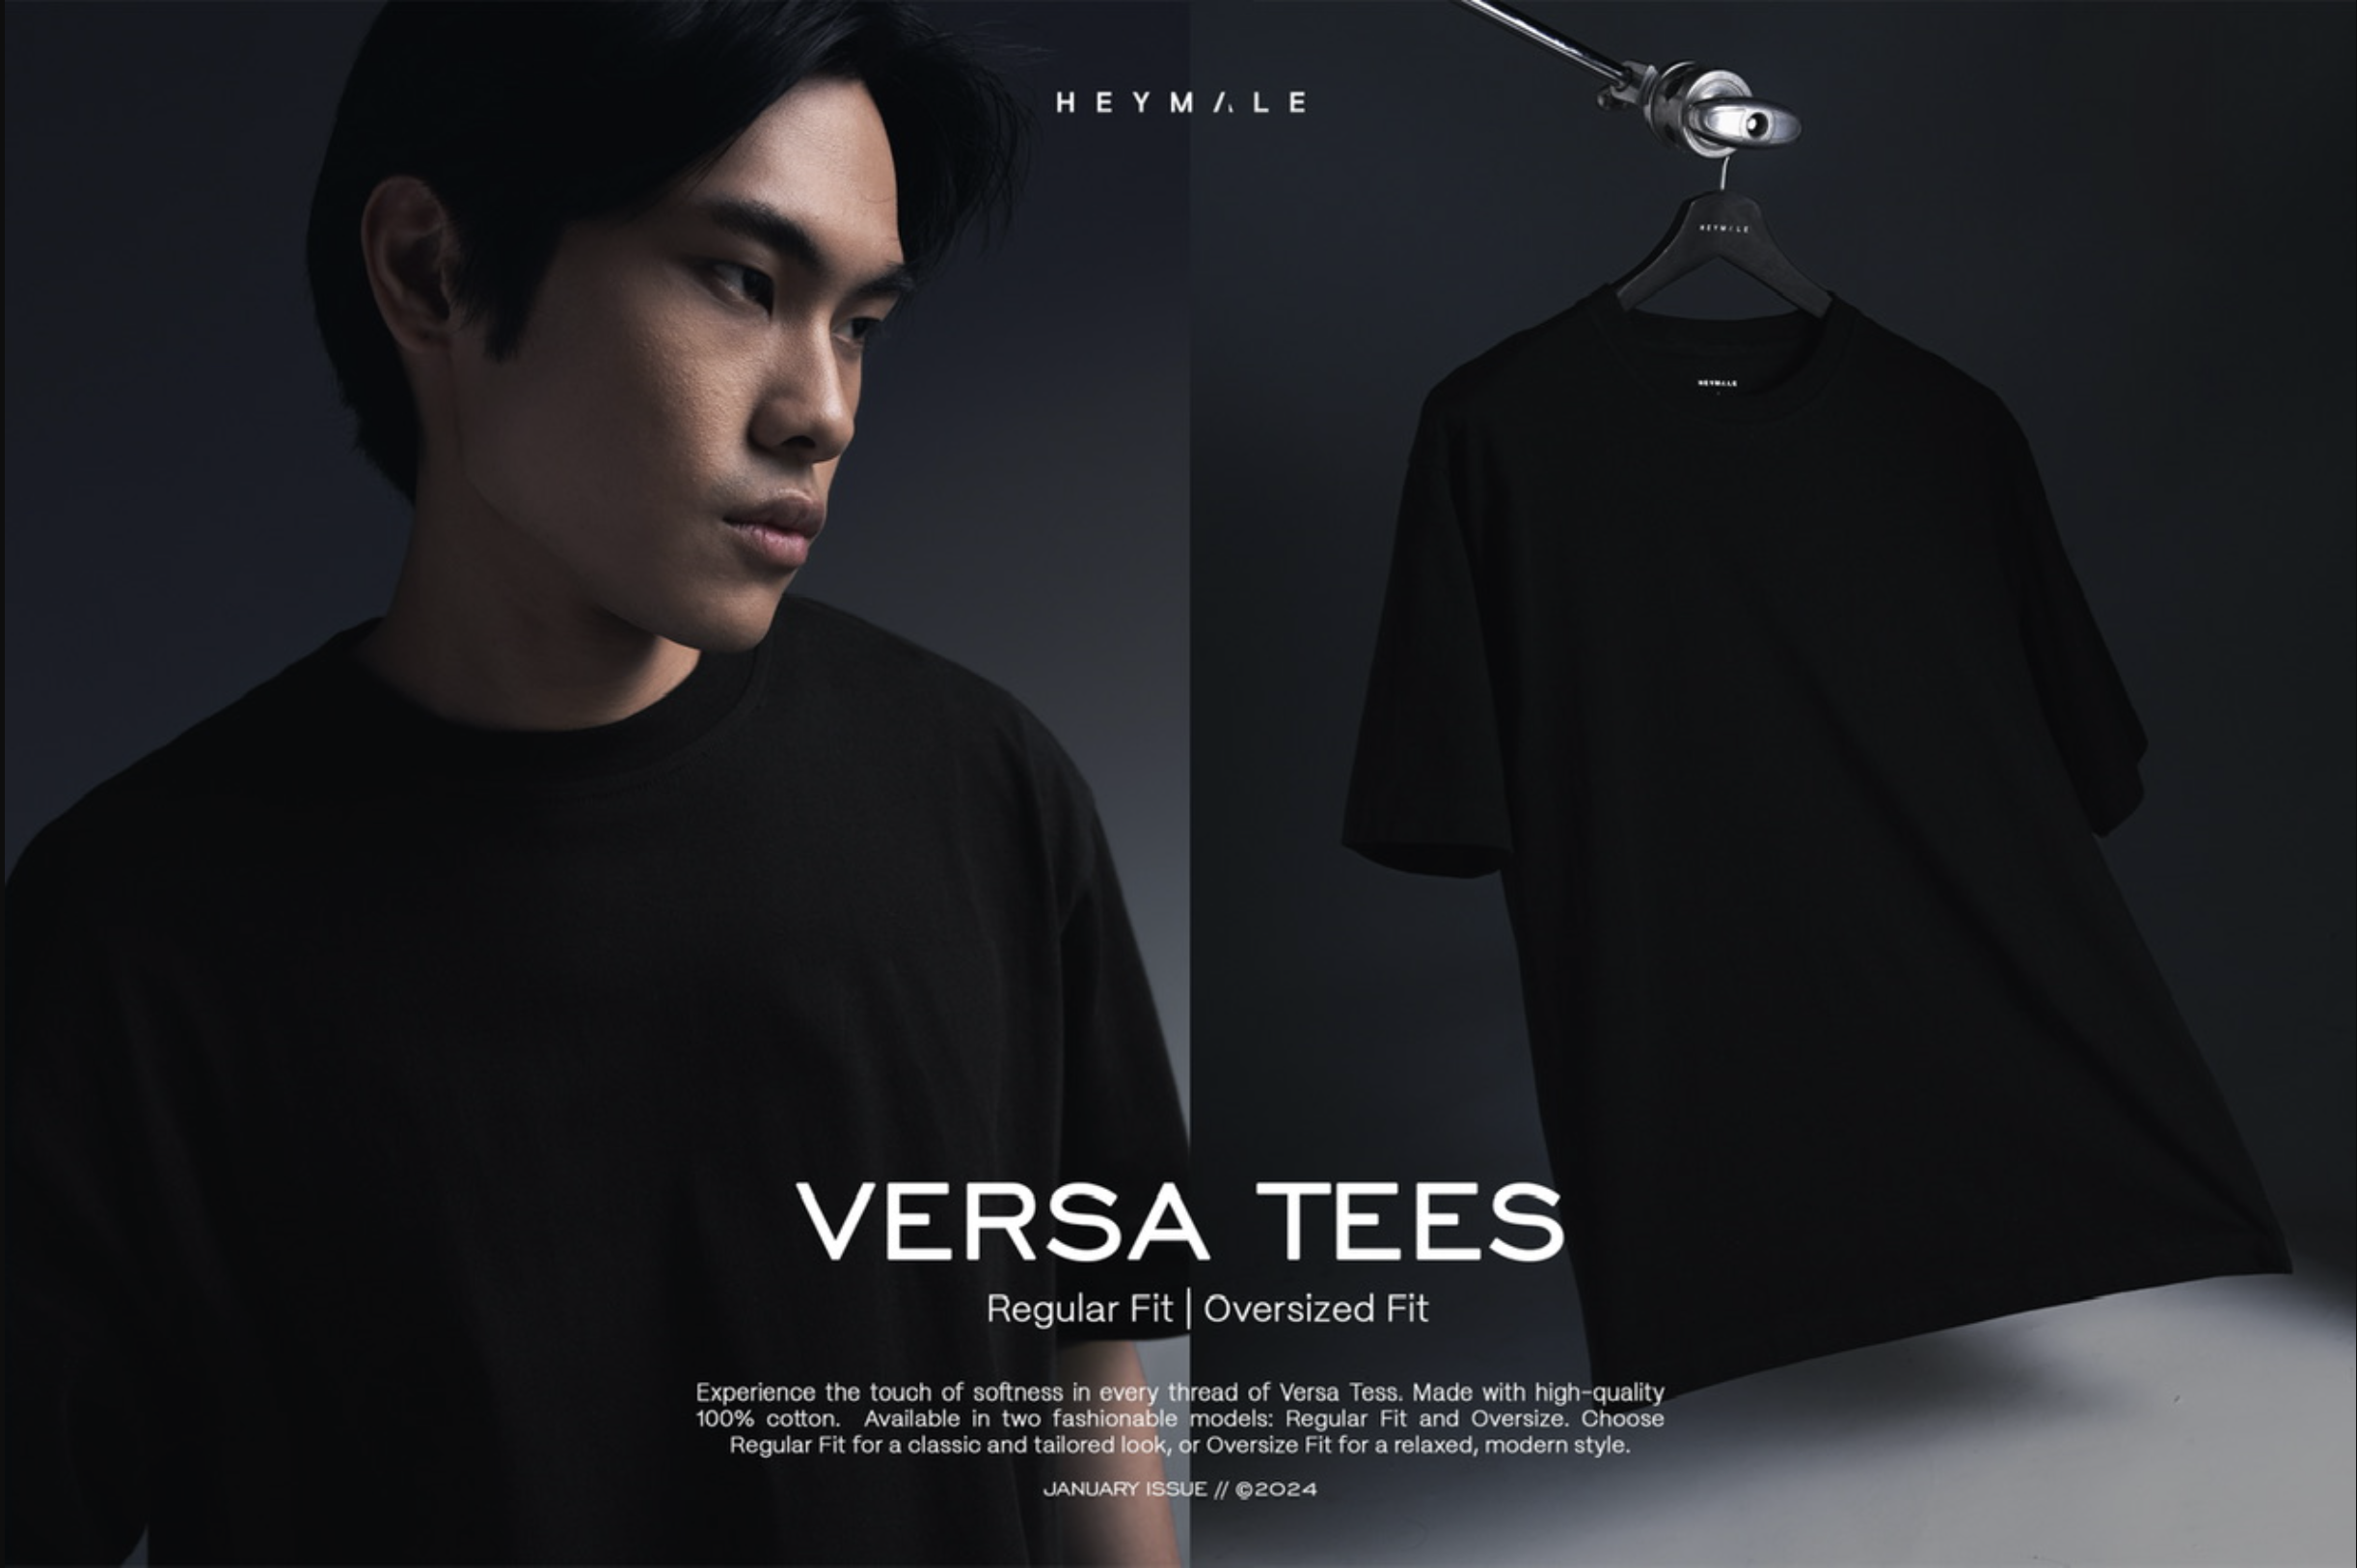 HEYMALE
HEYMALE
HEYMALE
VERSA TEES
Regular Fit | Oversized Fit
Experience the touch of softness in every thread of Versa Tess. Made with high-quality
100% cotton. Available in two fashionable models: Regular Fit and Oversize. Choose
Regular Fit for a classic and tailored look, or Oversize Fit for a relaxed, modern style.
JANUARY ISSUE // ©2024